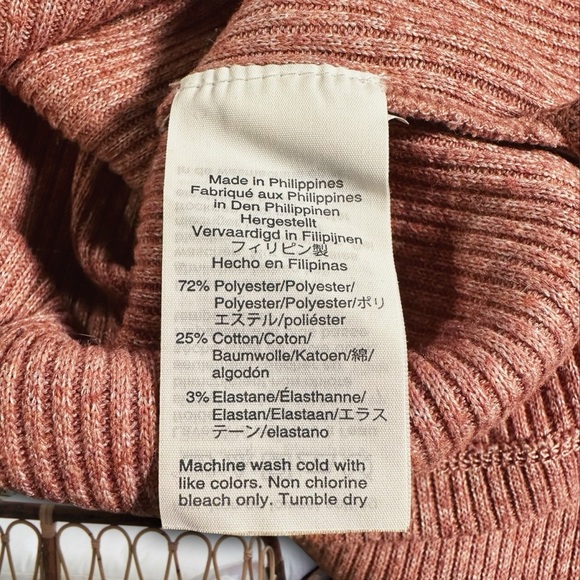 Made in Philippines
Fabriqué aux Philippines
in Den Philippinen
Hergestellt
Vervaardigd in Filipijnen
フィリピン製
Hecho en Filipinas
72% Polyester/Polyester/
Polyester/Polyester/ポリ
エステル/poliéster
25% Cotton/Coton/
Baumwolle/Katoen/綿/
algodón
3% Elastane/Élasthanne/
Elastan/Elastaan/エラス
テーン/elastano
Machine wash cold with
like colors. Non chlorine
bleach only. Tumble dry